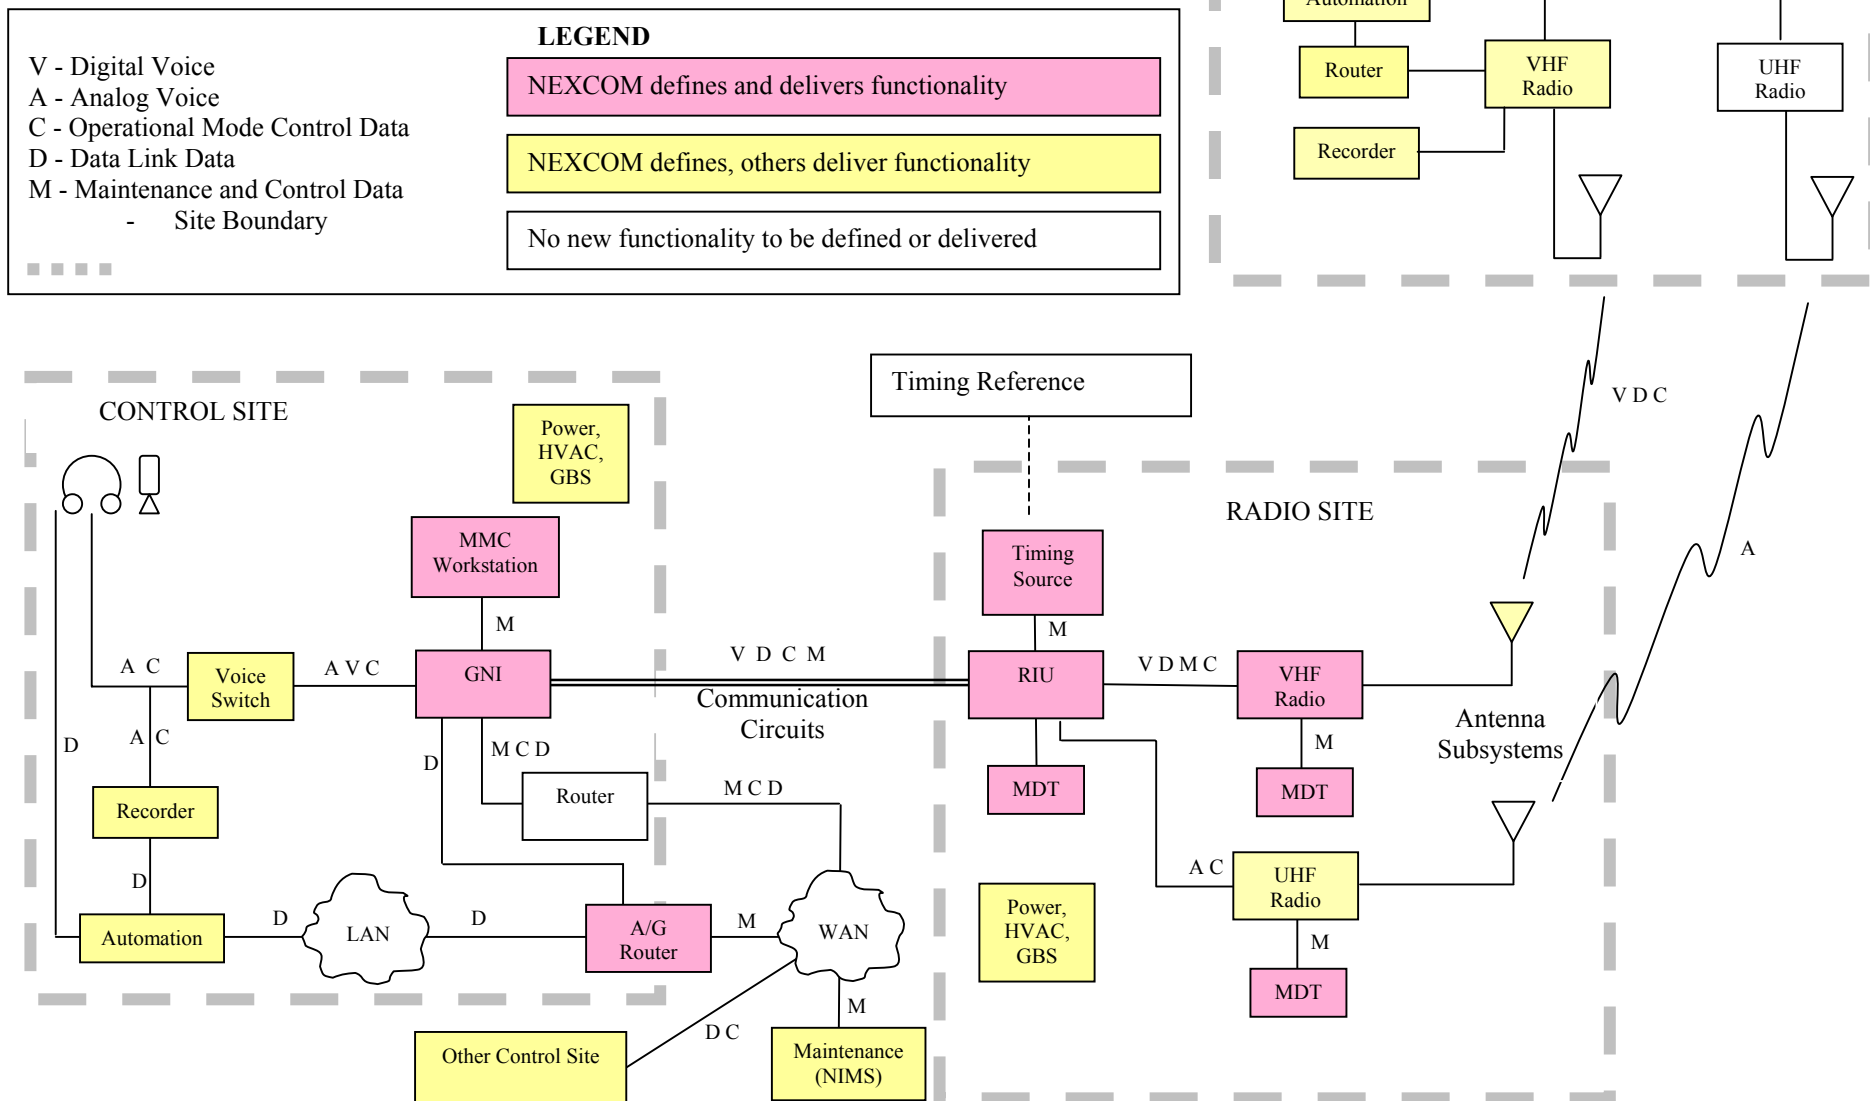 LEGEND
V - Digital Voice
A - Analog Voice
C - Operational Mode Control Data
D - Data Link Data
M - Maintenance and Control Data
- Site Boundary
NEXCOM defines and delivers functionality
NEXCOM defines, others deliver functionality
No new functionality to be defined or delivered
Automation
Router
VHF
Radio
UHF
Radio
Recorder
Timing Reference
V D C
A
CONTROL SITE
Power,
HVAC,
GBS
MMC
Workstation
M
A C
Voice
Switch
A V C
GNI
V D C M
Communication
Circuits
D
A C
D
M C D
Router
M C D
Recorder
D
Automation
D
LAN
D
A/G
Router
M
WAN
M
D C
Other Control Site
Maintenance
(NIMS)
RADIO SITE
Timing
Source
M
RIU
V D M C
VHF
Radio
Antenna
Subsystems
M
MDT
MDT
A C
UHF
Radio
M
MDT
Power,
HVAC,
GBS